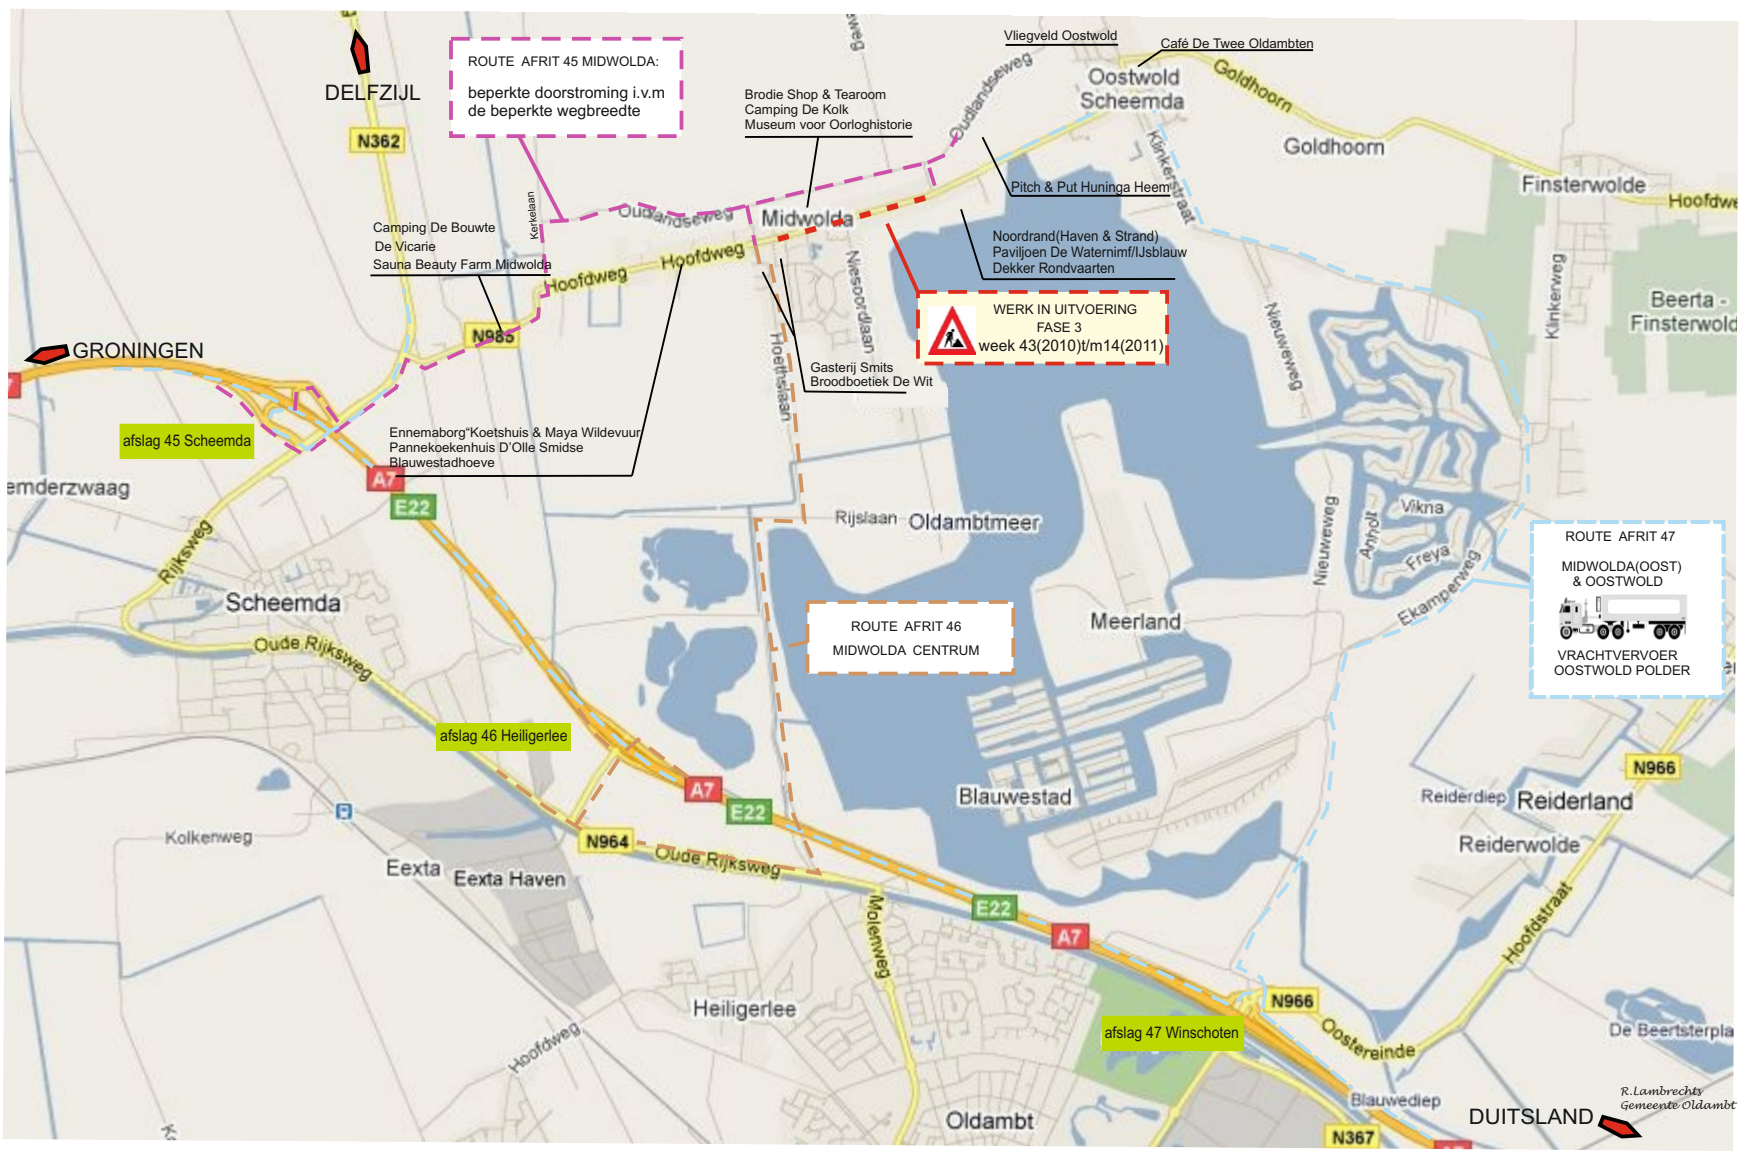 Vliegveld Oostwold
Café De Twee Oldambten
DELFZIJL
ROUTE AFRIT 45 MIDWOLDA:
beperkte doorstroming i.v.m
de beperkte wegbreedte
Oostwold
Scheemda
Goldhoorn
Oudlandseweg
Brodie Shop & Tearoom
Camping De Kolk
Museum voor Oorloghistorie
N362
Klinkerstraat
Goldhoorn
Finsterwolde
Hoofdwe
Pitch & Put Huninga Heem
Kerkelaan
Oudlandseweg
Midwolda
Camping De Bouwte
De Vicarie
Sauna Beauty Farm Midwolda
Hoofdweg
Hoofdweg
Niesoordlaan
Noordrand(Haven & Strand)
Paviljoen De Waternimf/IJsblauw
Dekker Rondvaarten
Klinkerweg
Beerta -
Finsterwold
WERK IN UITVOERING
FASE 3
week 43(2010)t/m14(2011)
Nieuweweg
N985
GRONINGEN
7
Hoethslaan
Gasterij Smits
Broodboetiek De Wit
afslag 45 Scheemda
Ennemaborg“Koetshuis & Maya Wildevuur
Pannekoekenhuis D’Olle Smidse
Blauwestadhoeve
A7
E22
emderzwaag
Rijksweg
Rijslaan
Oldambtmeer
Nieuweweg
Anholt
Vikna
Freya
Ekamperweg
ROUTE AFRIT 47
MIDWOLDA(OOST)
& OOSTWOLD
VRACHTVERVOER
OOSTWOLD POLDER
Scheemda
Oude Rijksweg
ROUTE AFRIT 46
MIDWOLDA CENTRUM
Meerland
afslag 46 Heiligerlee
A7
E22
Blauwestad
N966
Reiderdiep
Reiderland
Reiderwolde
Kolkenweg
N964
Oude Rijksweg
Eexta
Eexta Haven
Molenweg
E22
A7
Hoofdstraat
Heiligerlee
Hoofdweg
N966
Oostereinde
afslag 47 Winschoten
De Beertsterpla
Blauwediep
Oldambt
N367
DUITSLAND
R.Lambrechts
Gemeente Oldambt